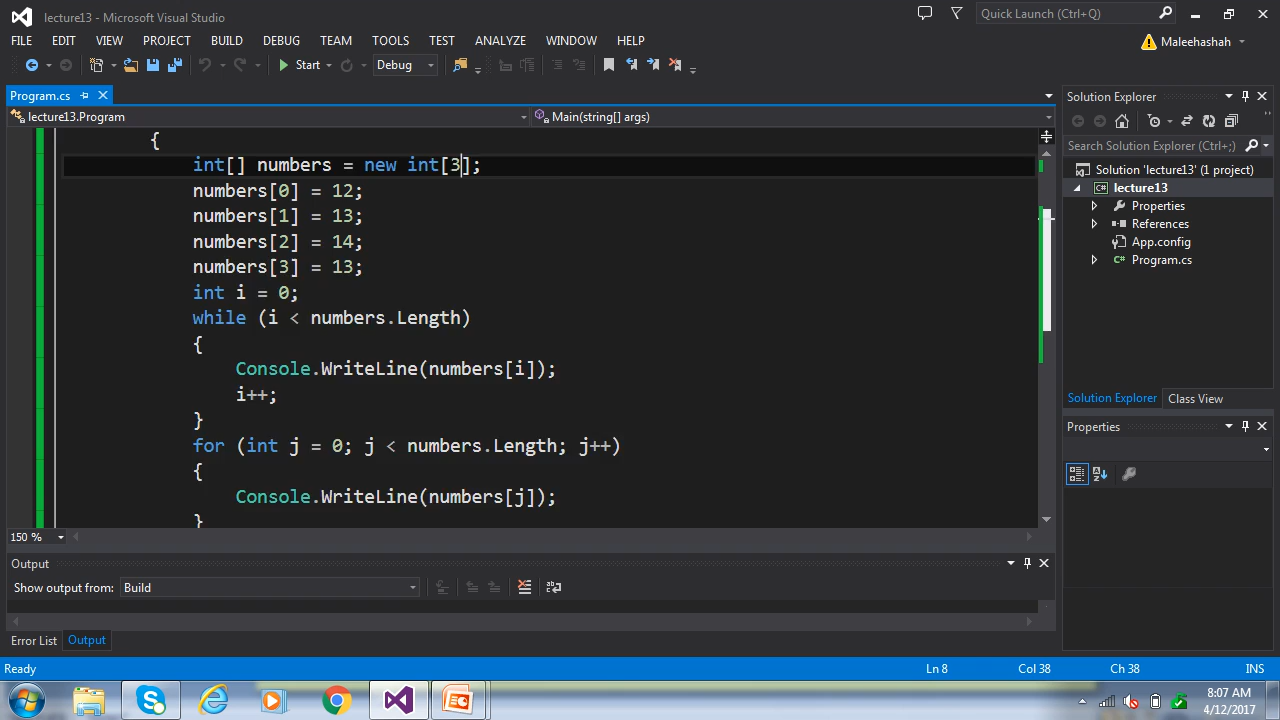 lecture13 - Microsoft Visual Studio
Quick Launch (Ctrl+Q)
FILE EDIT VIEW PROJECT BUILD DEBUG TEAM TOOLS TEST ANALYZE WINDOW HELP
Maleehashah
Start Debug
Program.cs
lecture13.Program
Main(string[] args)
{
int[] numbers = new int[3];
numbers[0] = 12;
numbers[1] = 13;
numbers[2] = 14;
numbers[3] = 13;
int i = 0;
while (i < numbers.Length)
{
Console.WriteLine(numbers[i]);
i++;
}
for (int j = 0; j < numbers.Length; j++)
{
Console.WriteLine(numbers[j]);
}
150 %
Output
Show output from: Build
Error List Output
Solution Explorer
Search Solution Explorer (Ctrl+;)
Solution 'lecture13' (1 project)
lecture13
Properties
References
App.config
Program.cs
Solution Explorer Class View
Properties
Ready
Ln 8 Col 38 Ch 38 INS
8:07 AM
4/12/2017